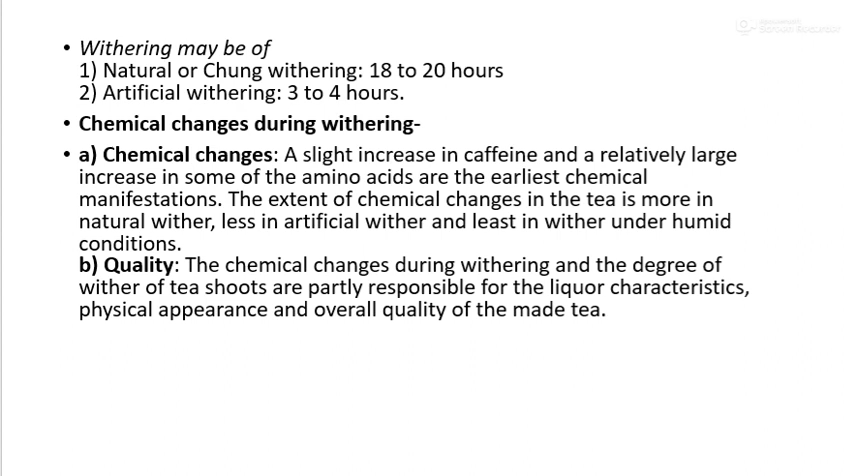 • Withering may be of
1) Natural or Chung withering: 18 to 20 hours
2) Artificial withering: 3 to 4 hours.
• Chemical changes during withering-
• a) Chemical changes: A slight increase in caffeine and a relatively large
increase in some of the amino acids are the earliest chemical
manifestations. The extent of chemical changes in the tea is more in
natural wither, less in artificial wither and least in wither under humid
conditions.
b) Quality: The chemical changes during withering and the degree of
wither of tea shoots are partly responsible for the liquor characteristics,
physical appearance and overall quality of the made tea.
Screen Recorder